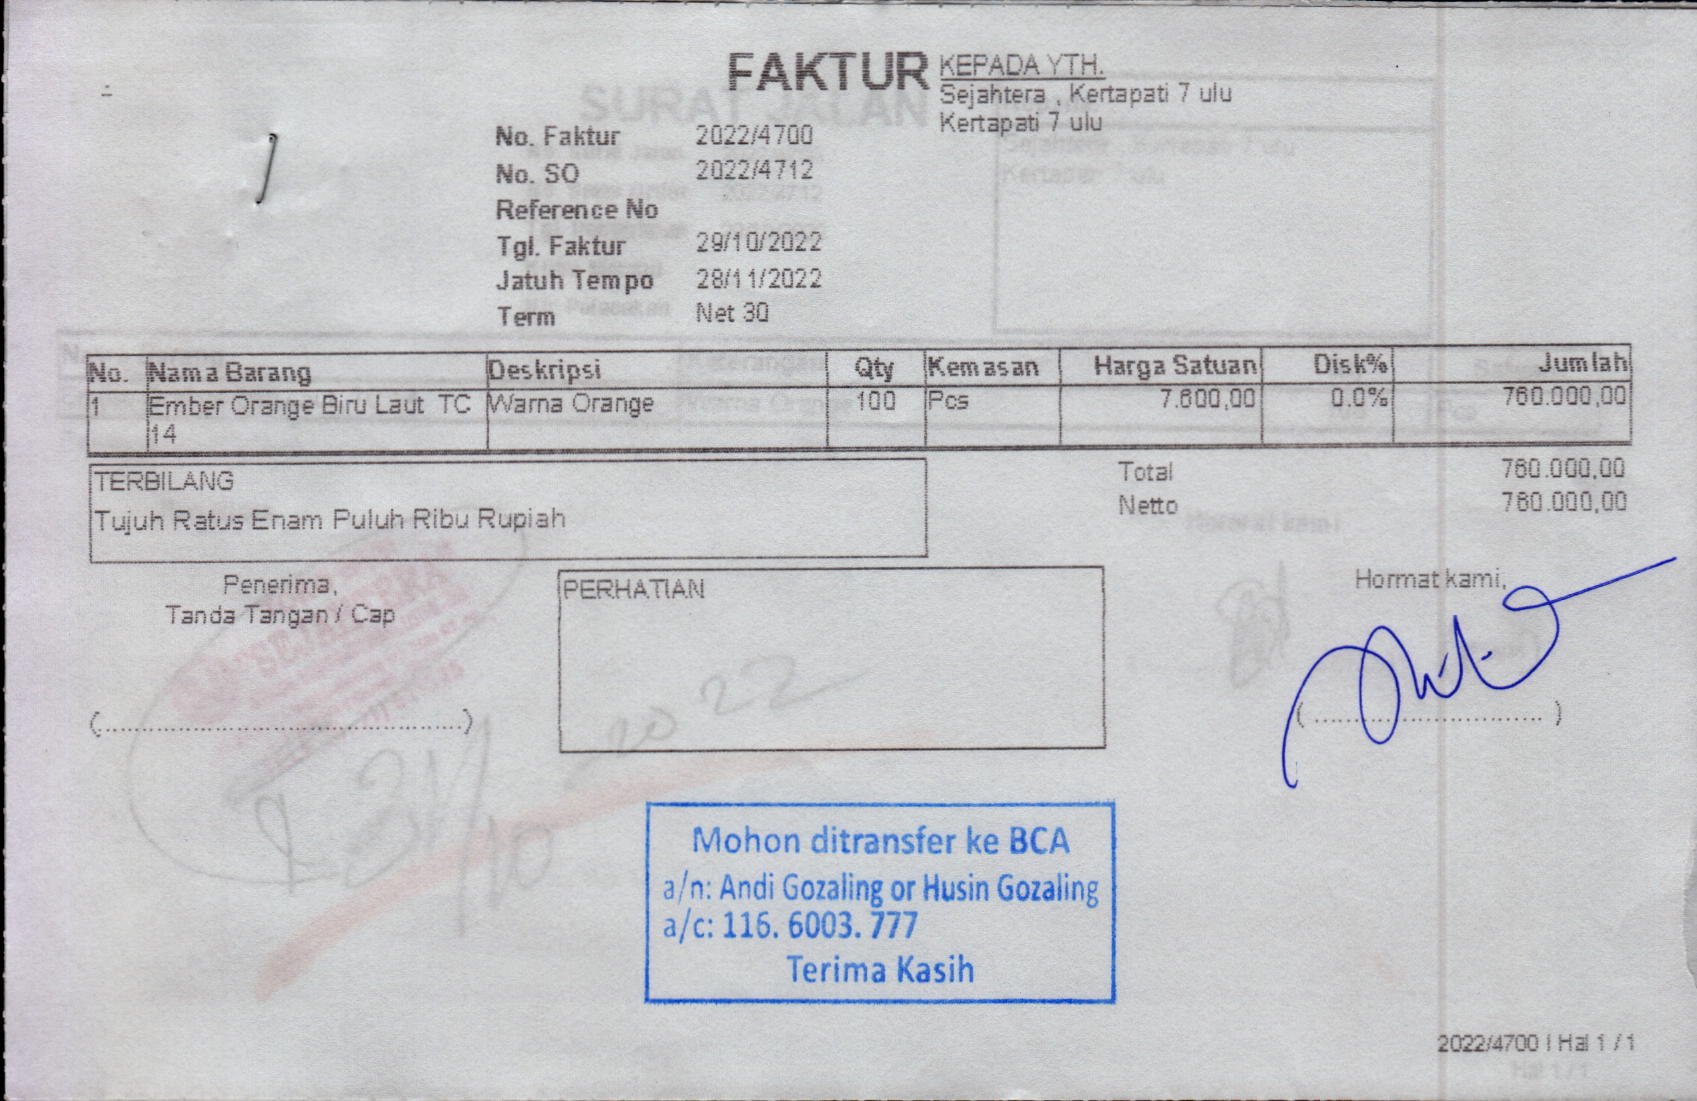 FAKTUR
KEPADA YTH.
Sejahtera , Kertapati 7 ulu
Kertapati 7 ulu
No. Faktur 2022/4700
No. SO 2022/4712
Reference No
Tgl. Faktur 29/10/2022
Jatuh Tempo 28/11/2022
Term Net 30
No. Nama Barang Deskripsi Qty Kemasan Harga Satuan Disk% Jumlah
1 Ember Orange Biru Laut TC Warna Orange 100 Pcs 7.600,00 0.0% 760.000,00
14
TERBILANG
Tujuh Ratus Enam Puluh Ribu Rupiah
Total 760.000,00
Netto 760.000,00
Penerima,
Tanda Tangan / Cap
PERHATIAN
Hormat kami,
(......................................)
(........................)
Mohon ditransfer ke BCA
a/n: Andi Gozaling or Husin Gozaling
a/c: 116. 6003. 777
Terima Kasih
2022/4700 | Hal 1 / 1